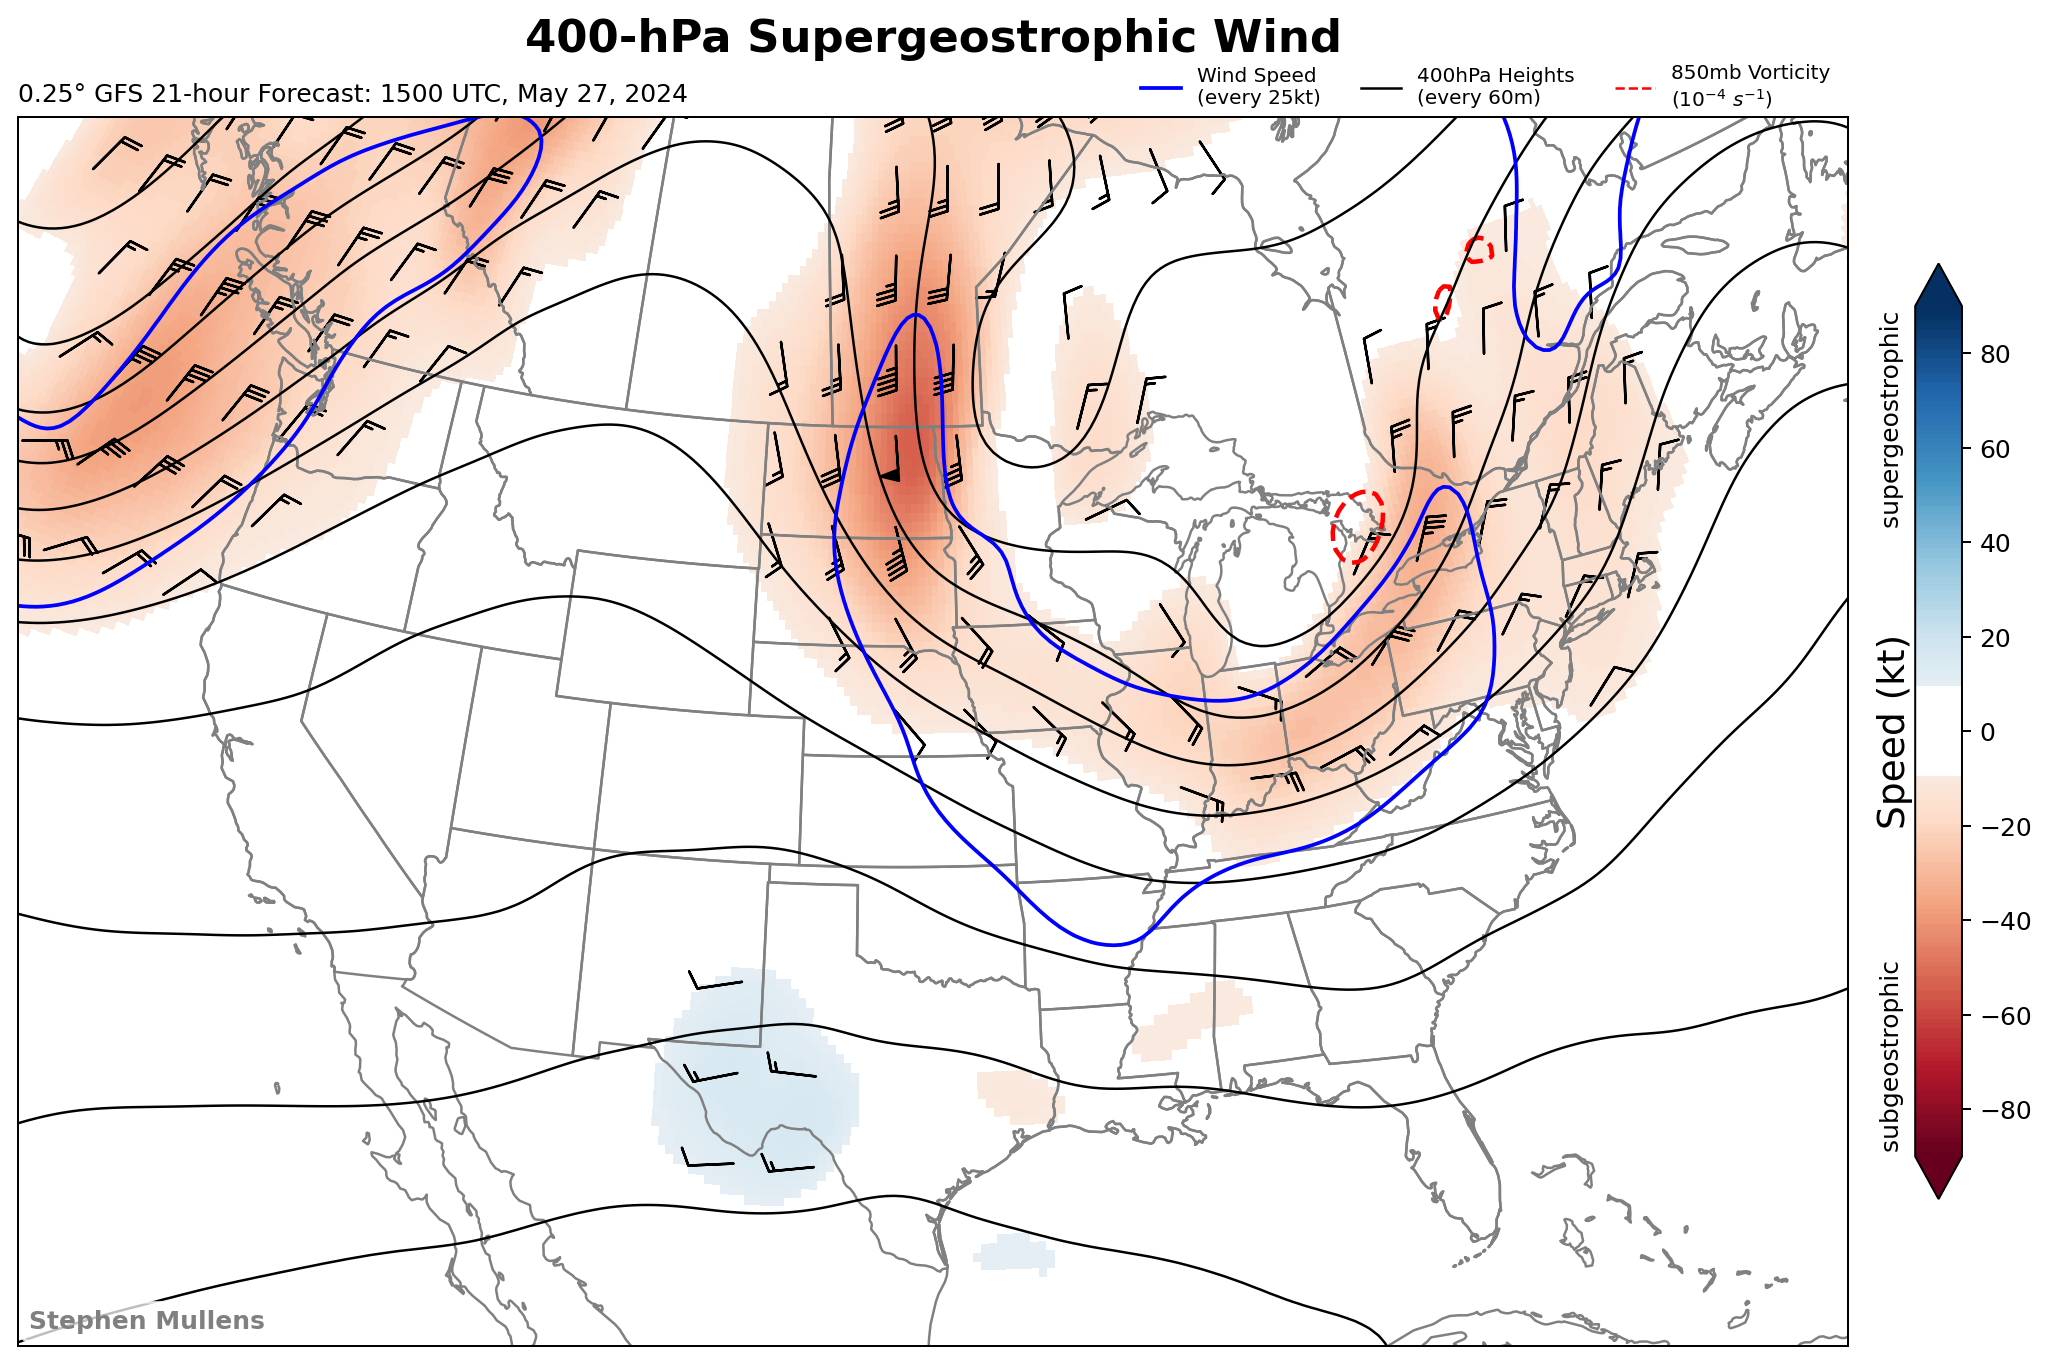 400-hPa Supergeostrophic Wind
0.25° GFS 21-hour Forecast: 1500 UTC, May 27, 2024
Wind Speed
(every 25kt)
400hPa Heights
(every 60m)
850mb Vorticity
(10⁻⁴ s⁻¹)
supergeostrophic
Speed (kt)
subgeostrophic
80
60
40
20
0
−20
−40
−60
−80
Stephen Mullens